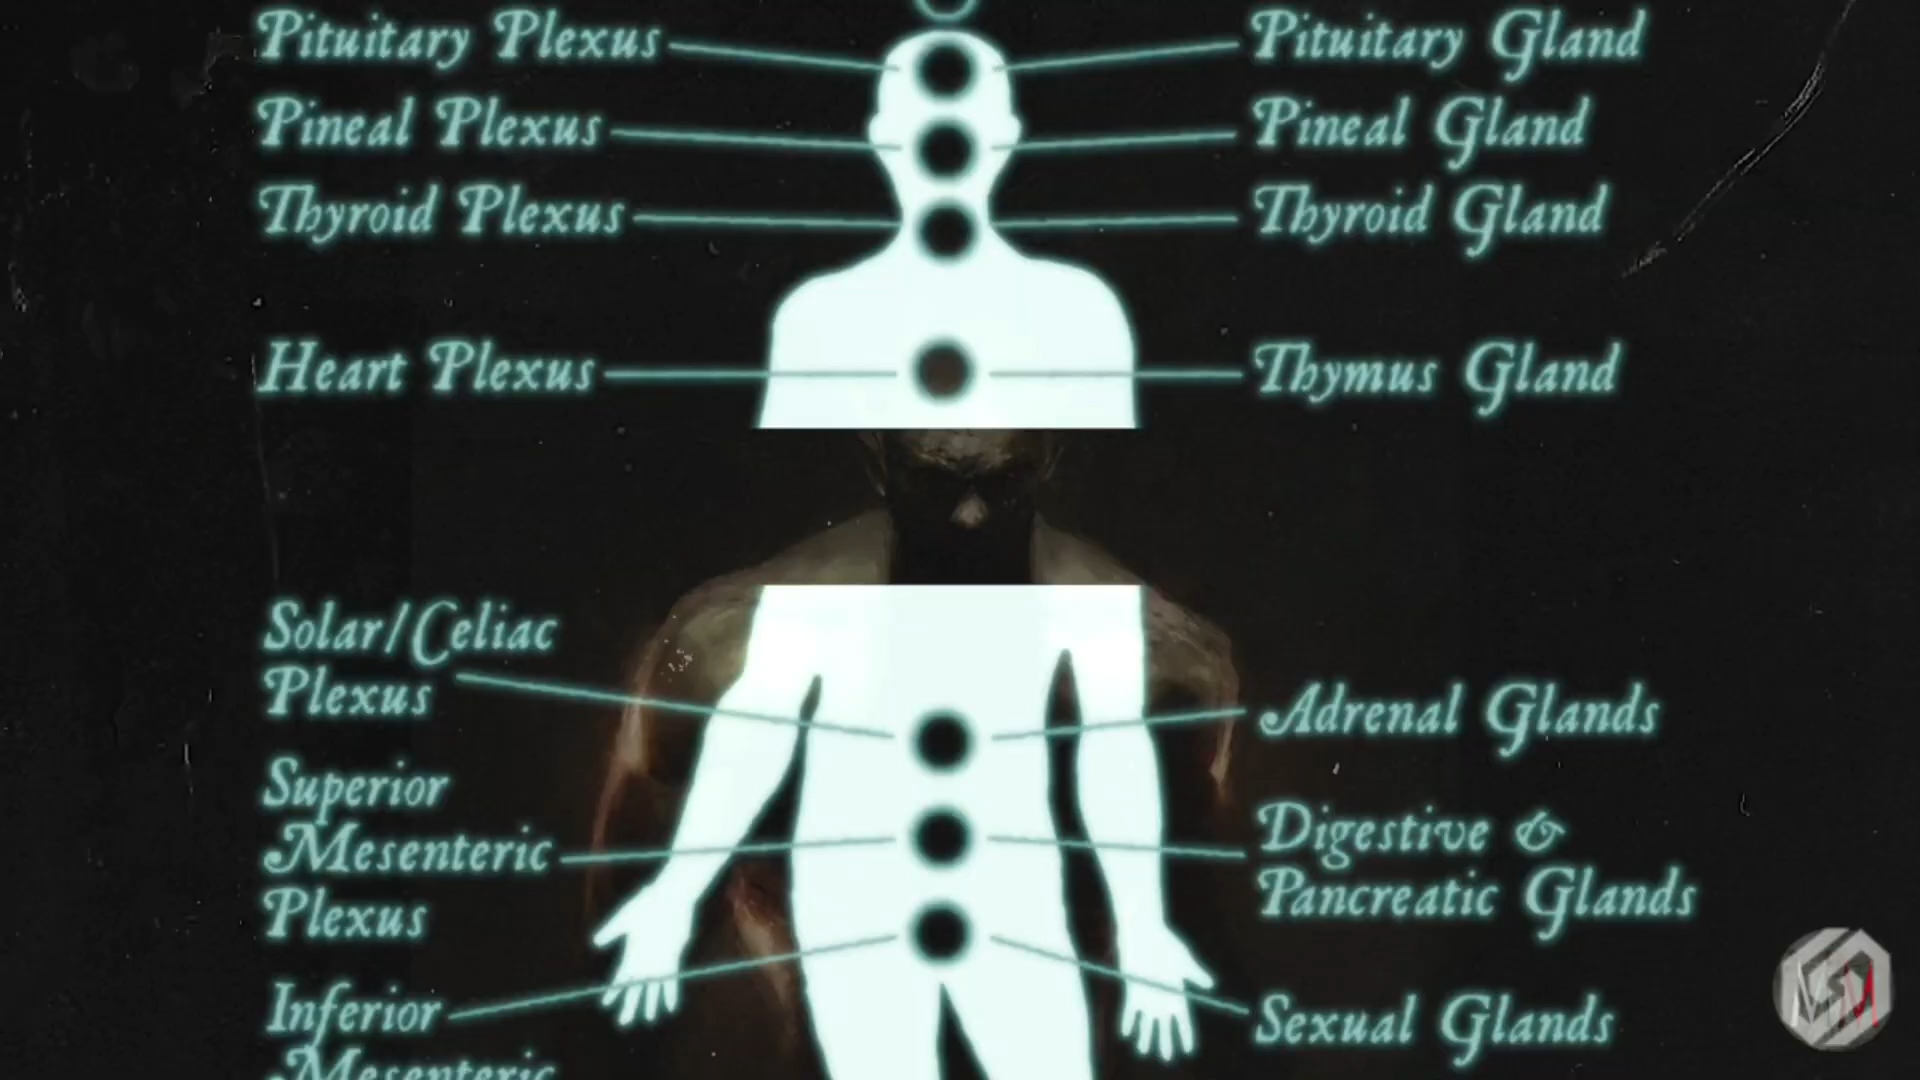 Pituitary Plexus
Pineal Plexus
Thyroid Plexus
Heart Plexus
Solar/Celiac
Plexus
Superior
Mesenteric
Plexus
Inferior
Mesenteric
Pituitary Gland
Pineal Gland
Thyroid Gland
Thymus Gland
Adrenal Glands
Digestive &
Pancreatic Glands
Sexual Glands